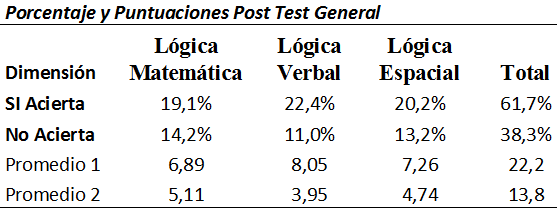 Porcentaje y Puntuaciones Post Test General
Dimensión Lógica Matemática Lógica Verbal Lógica Espacial Total
SI Acierta 19,1% 22,4% 20,2% 61,7%
No Acierta 14,2% 11,0% 13,2% 38,3%
Promedio 1 6,89 8,05 7,26 22,2
Promedio 2 5,11 3,95 4,74 13,8